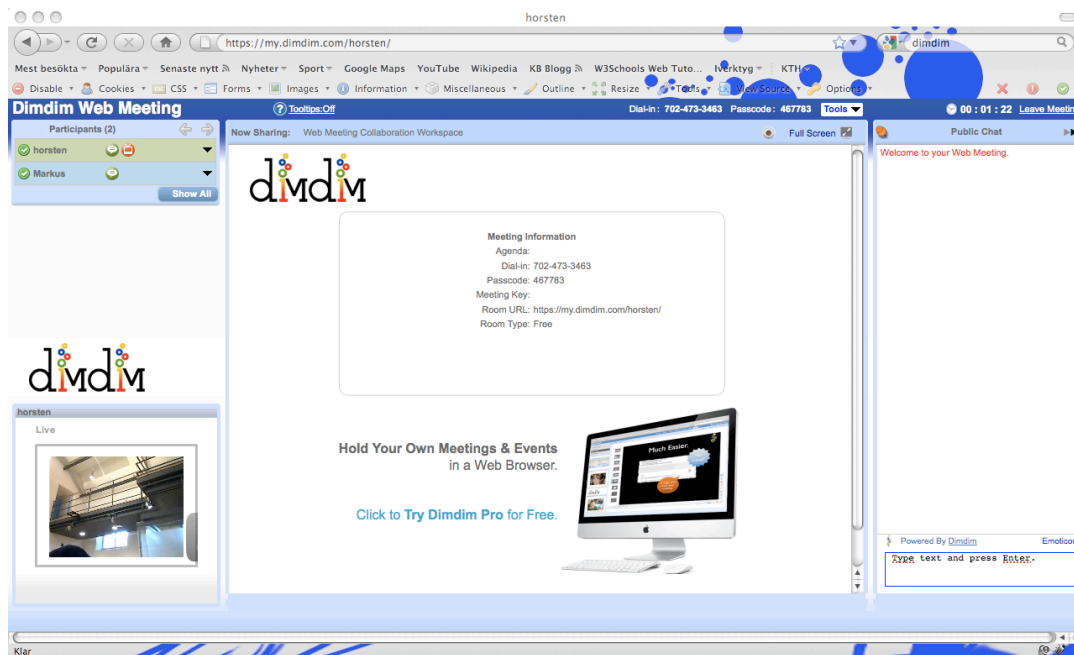 horsten
https://my.dimdim.com/horsten/
dimdim
Mest besökta Populära Senaste nytt Nyheter Sport Google Maps YouTube Wikipedia KB Blogg W3Schools Web Tuto... Verktyg KTH
Disable Cookies CSS Forms Images Information Miscellaneous Outline Resize Tools View Source Options
Dimdim Web Meeting
Tooltips:Off
Dial-in: 702-473-3463 Passcode: 467783 Tools
00 : 01 : 22 Leave Meetin
Participants (2)
horsten
Markus
Show All
Now Sharing: Web Meeting Collaboration Workspace
Full Screen
Public Chat
Welcome to your Web Meeting.
dimdim
Meeting Information
Agenda:
Dial-in: 702-473-3463
Passcode: 467783
Meeting Key:
Room URL: https://my.dimdim.com/horsten/
Room Type: Free
dimdim
horsten
Live
Hold Your Own Meetings & Events
in a Web Browser.
Click to Try Dimdim Pro for Free.
Much Easier.
Powered By Dimdim
Emoticon
Type text and press Enter.
Klar